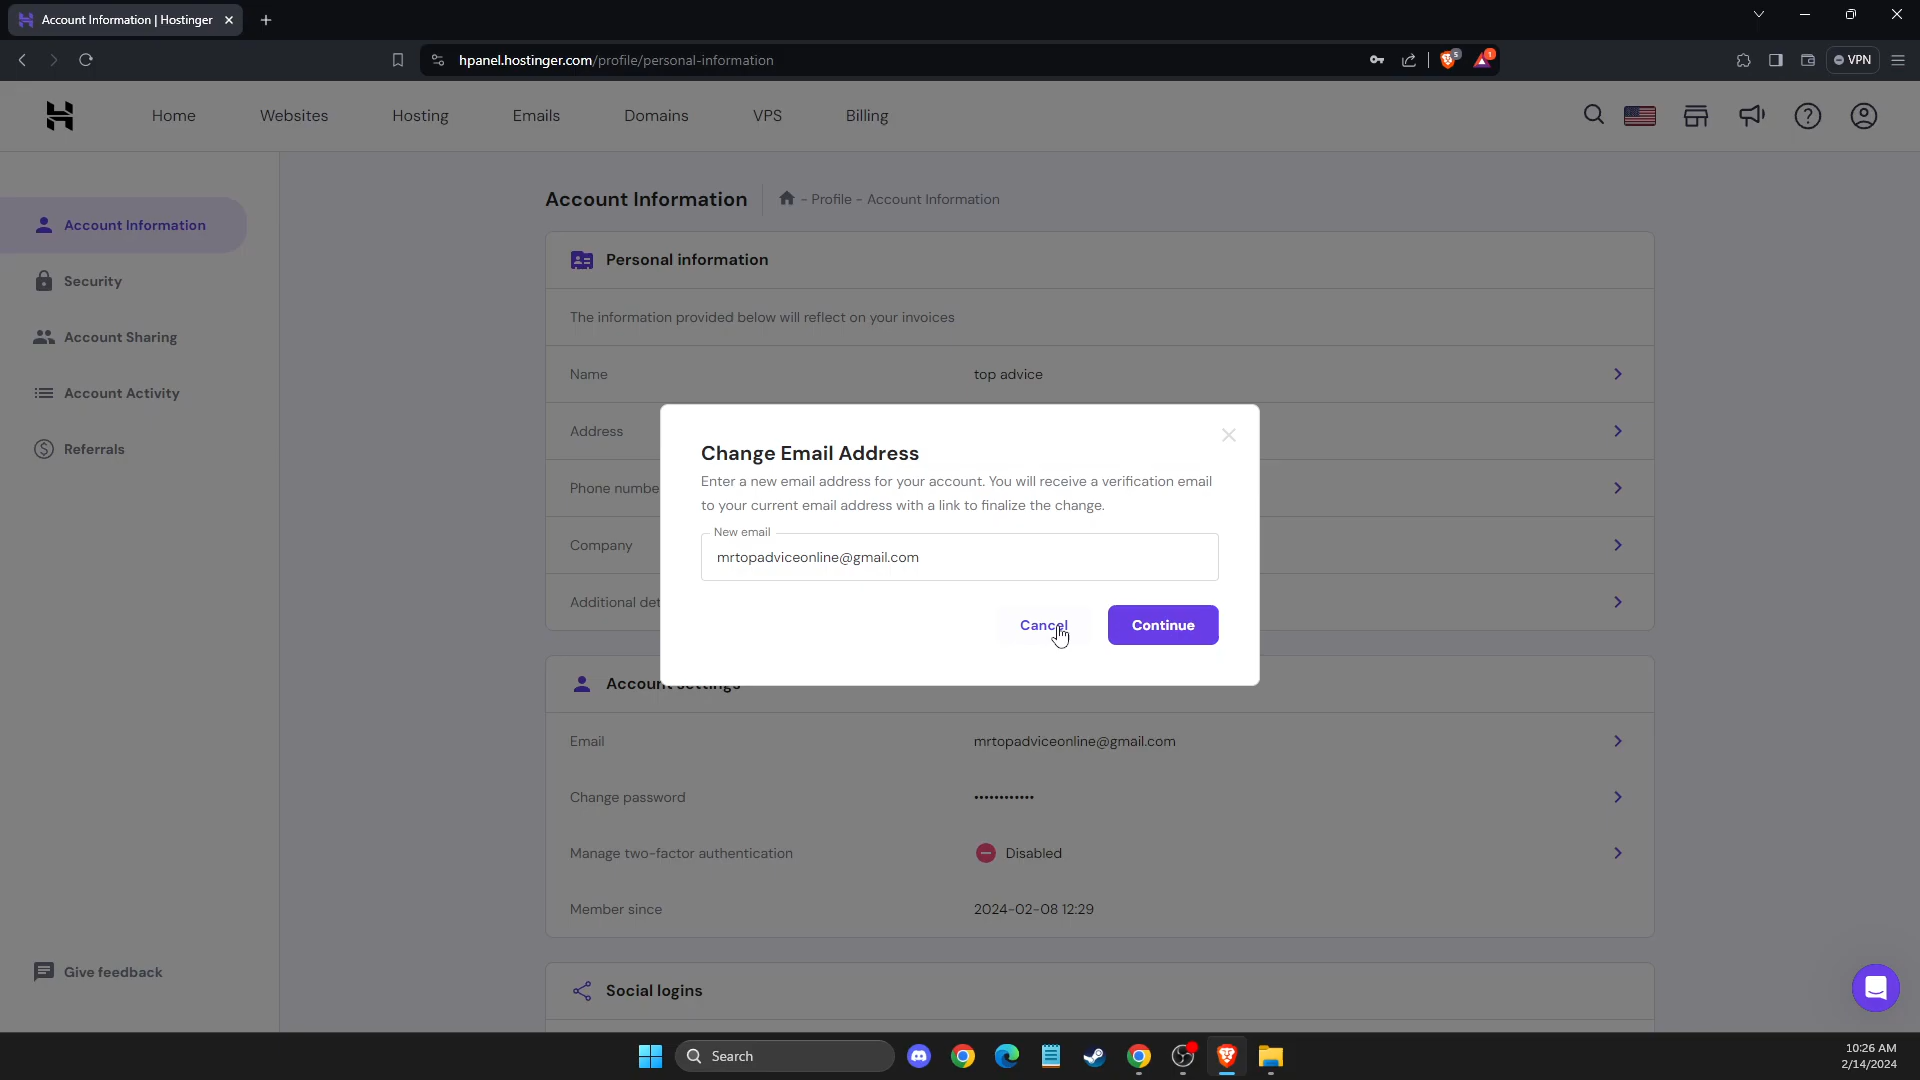 Account Information | Hostinger
hpanel.hostinger.com/profile/personal-information
5
1
VPN
Home
Websites
Hosting
Emails
Domains
VPS
Billing
Account Information
Security
Account Sharing
Account Activity
Referrals
Give feedback
Account Information
- Profile - Account Information
Personal information
The information provided below will reflect on your invoices
Name
top advice
Address
Phone numbe
Company
Additional det
Change Email Address
Enter a new email address for your account. You will receive a verification email
to your current email address with a link to finalize the change.
New email
mrtopadviceonline@gmail.com
Cancel
Continue
Account settings
Email
mrtopadviceonline@gmail.com
Change password
••••••••••••
Manage two-factor authentication
Disabled
Member since
2024-02-08 12:29
Social logins
Search
10:26 AM
2/14/2024